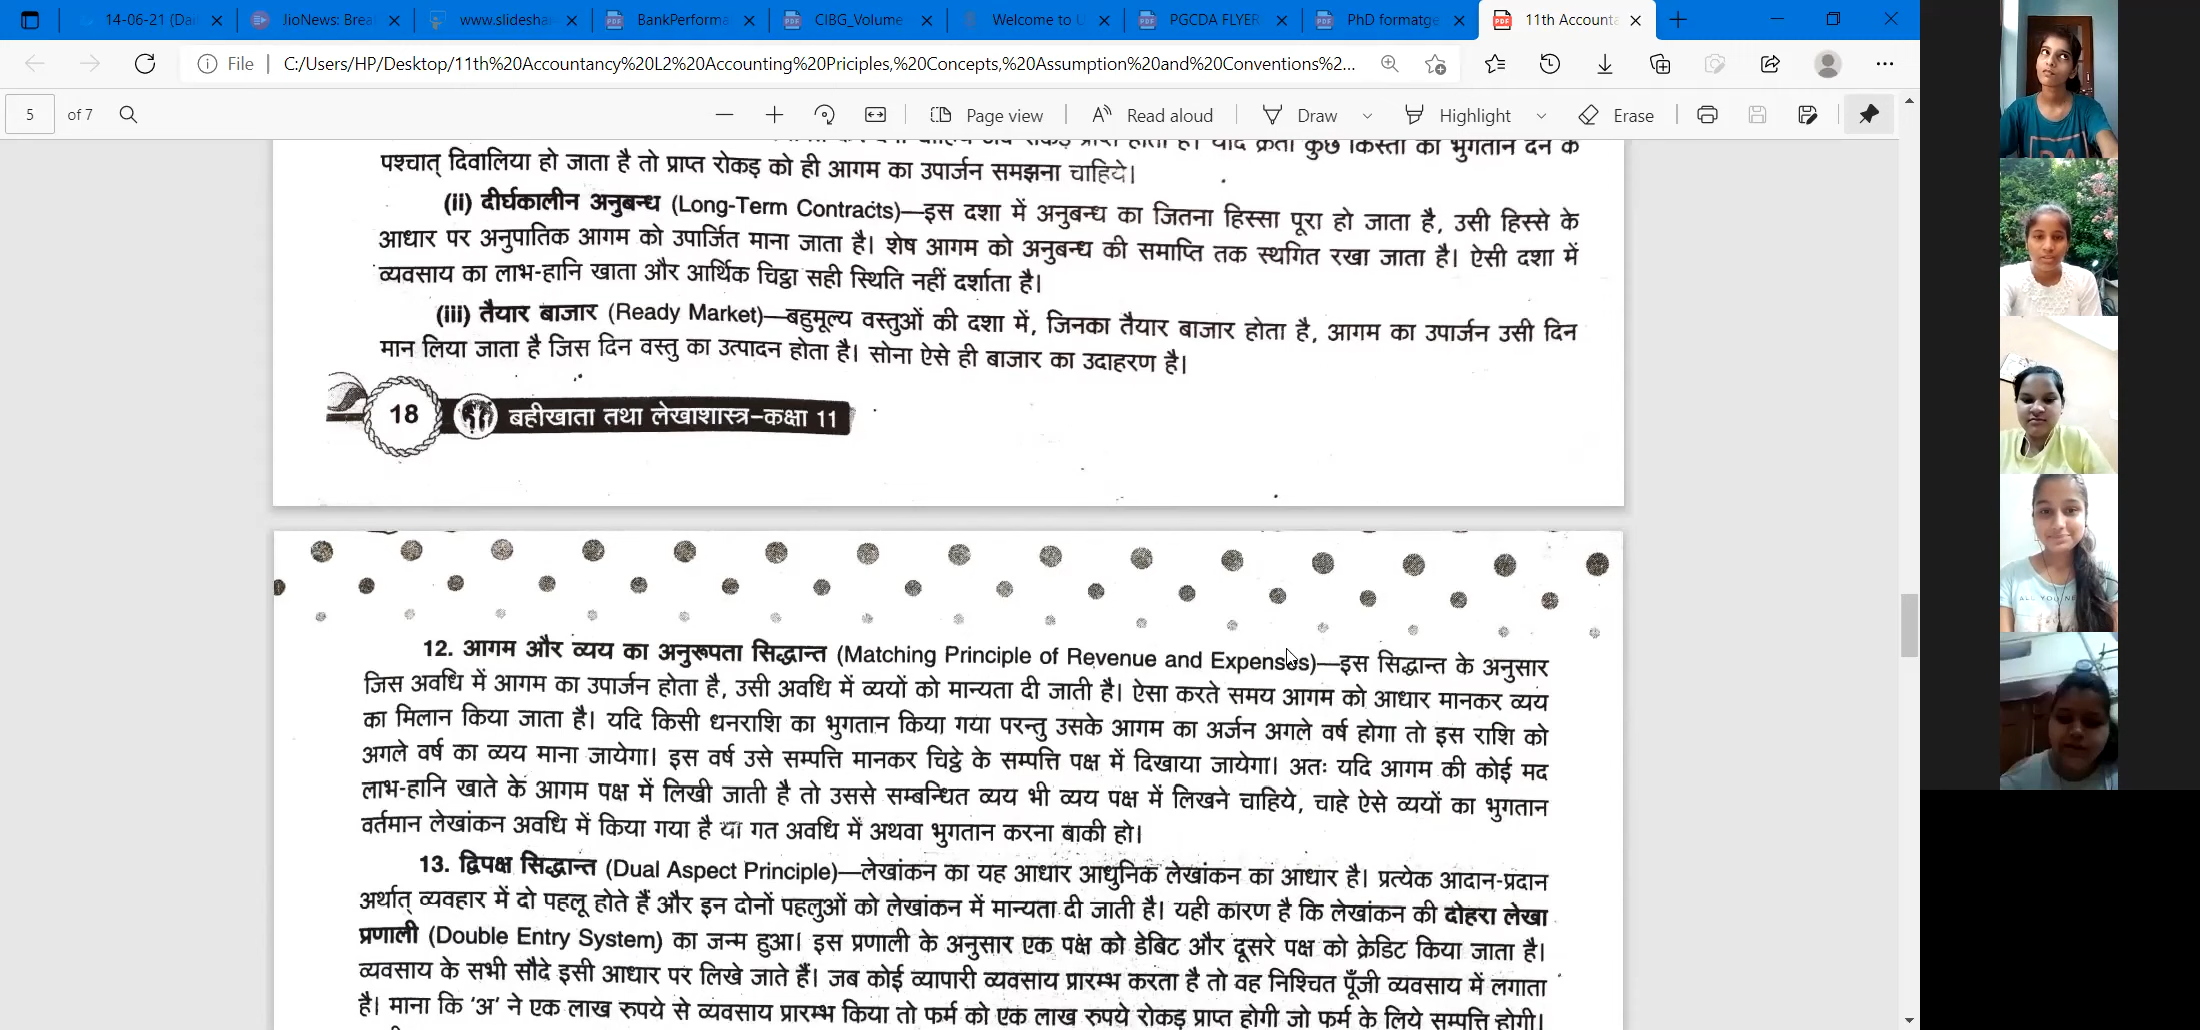 14-06-21 (Dai
JioNews: Brea
www.slidesha
BankPerforma
CIBG_Volume
Welcome to U
PGCDA FLYER
PhD formatge
11th Accounta
File
C:/Users/HP/Desktop/11th%20Accountancy%20L2%20Accounting%20Priciples,%20Concepts,%20Assumption%20and%20Conventions%2...
5 of 7
Page view
Read aloud
Draw
Highlight
Erase
यदि क्रेता कुछ किस्तों का भुगतान देने के
पश्चात् दिवालिया हो जाता है तो प्राप्त रोकड़ को ही आगम का उपार्जन समझना चाहिये।
(ii) दीर्घकालीन अनुबन्ध (Long-Term Contracts)—इस दशा में अनुबन्ध का जितना हिस्सा पूरा हो जाता है, उसी हिस्से के
आधार पर अनुपातिक आगम को उपार्जित माना जाता है। शेष आगम को अनुबन्ध की समाप्ति तक स्थगित रखा जाता है। ऐसी दशा में
व्यवसाय का लाभ-हानि खाता और आर्थिक चिट्ठा सही स्थिति नहीं दर्शाता है।
(iii) तैयार बाजार (Ready Market)—बहुमूल्य वस्तुओं की दशा में, जिनका तैयार बाजार होता है, आगम का उपार्जन उसी दिन
मान लिया जाता है जिस दिन वस्तु का उत्पादन होता है। सोना ऐसे ही बाजार का उदाहरण है।
18 बहीखाता तथा लेखाशास्त्र–कक्षा 11
12. आगम और व्यय का अनुरूपता सिद्धान्त (Matching Principle of Revenue and Expenses)—इस सिद्धान्त के अनुसार
जिस अवधि में आगम का उपार्जन होता है, उसी अवधि में व्ययों को मान्यता दी जाती है। ऐसा करते समय आगम को आधार मानकर व्यय
का मिलान किया जाता है। यदि किसी धनराशि का भुगतान किया गया परन्तु उसके आगम का अर्जन अगले वर्ष होगा तो इस राशि को
अगले वर्ष का व्यय माना जायेगा। इस वर्ष उसे सम्पत्ति मानकर चिट्ठे के सम्पत्ति पक्ष में दिखाया जायेगा। अतः यदि आगम की कोई मद
लाभ-हानि खाते के आगम पक्ष में लिखी जाती है तो उससे सम्बन्धित व्यय भी व्यय पक्ष में लिखने चाहिये, चाहे ऐसे व्ययों का भुगतान
वर्तमान लेखांकन अवधि में किया गया है या गत अवधि में अथवा भुगतान करना बाकी हो।
13. द्विपक्ष सिद्धान्त (Dual Aspect Principle)—लेखांकन का यह आधार आधुनिक लेखांकन का आधार है। प्रत्येक आदान-प्रदान
अर्थात् व्यवहार में दो पहलू होते हैं और इन दोनों पहलुओं को लेखांकन में मान्यता दी जाती है। यही कारण है कि लेखांकन की दोहरा लेखा
प्रणाली (Double Entry System) का जन्म हुआ। इस प्रणाली के अनुसार एक पक्ष को डेबिट और दूसरे पक्ष को क्रेडिट किया जाता है।
व्यवसाय के सभी सौदे इसी आधार पर लिखे जाते हैं। जब कोई व्यापारी व्यवसाय प्रारम्भ करता है तो वह निश्चित पूँजी व्यवसाय में लगाता
है। माना कि ‘अ’ ने एक लाख रुपये से व्यवसाय प्रारम्भ किया तो फर्म को एक लाख रुपये रोकड़ प्राप्त होगी जो फर्म के लिये सम्पत्ति होगी।